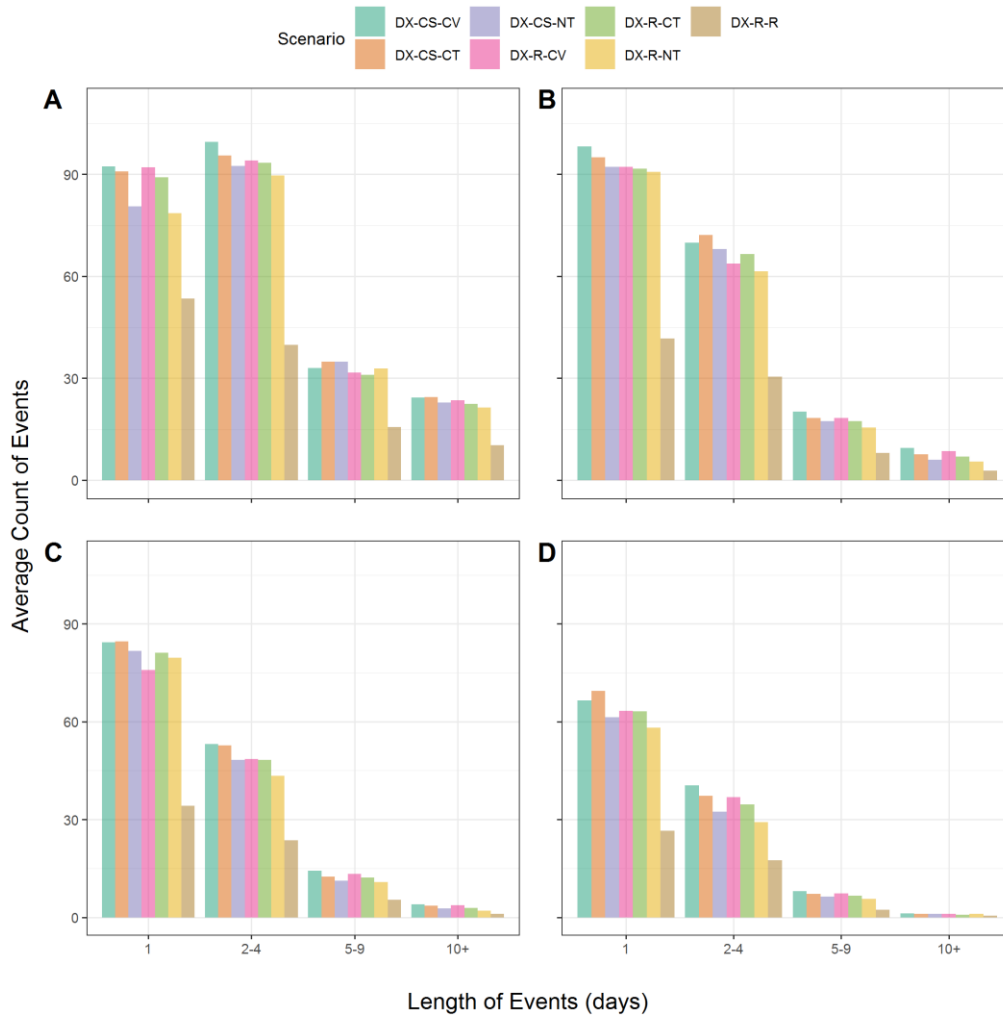 Scenario
DX-CS-CV DX-CS-NT DX-R-CT DX-R-R
DX-CS-CT DX-R-CV DX-R-NT
A B
90
60
30
0
C D
90
60
30
0
1 2-4 5-9 10+ 1 2-4 5-9 10+
Average Count of Events
Length of Events (days)